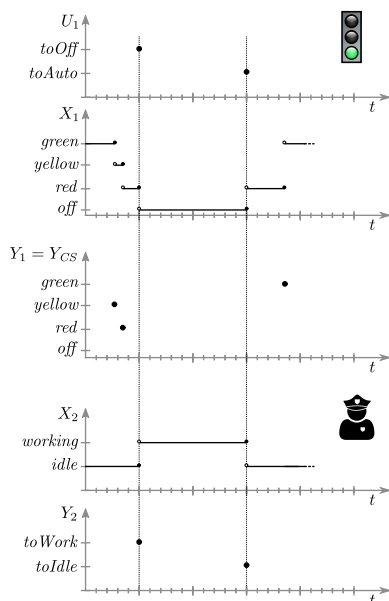 U₁
toOff
toAuto
t
X₁
green
yellow
red
off
t
Y₁ = Y_CS
green
yellow
red
off
t
X₂
working
idle
t
Y₂
toWork
toIdle
t